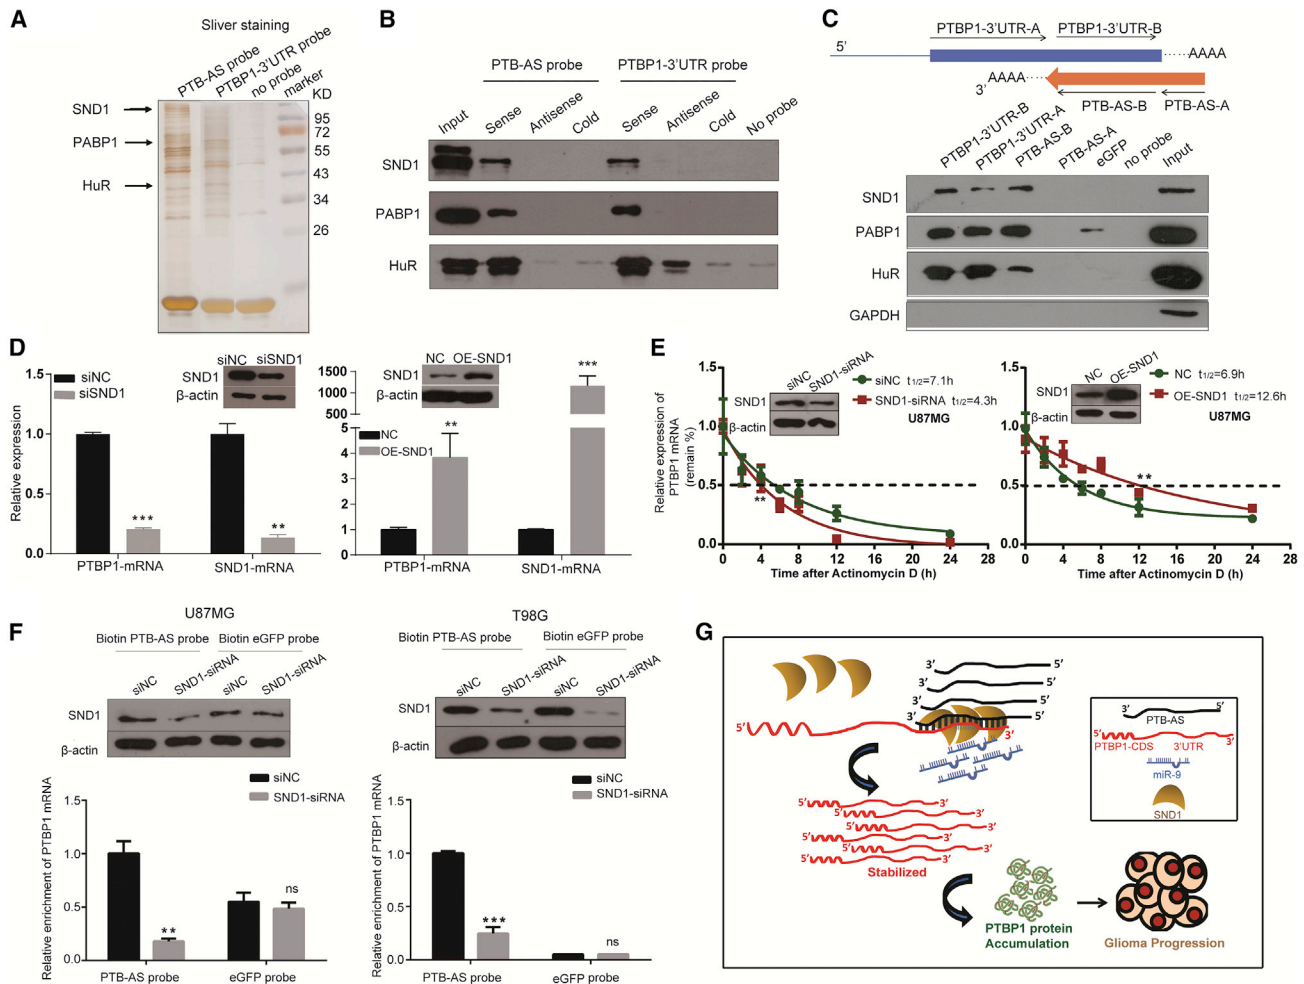 A
Sliver staining
PTB-AS probe
PTBP1-3'UTR probe
no probe
marker
KD
SND1
PABP1
HuR
95
72
55
43
34
26
B
PTB-AS probe
PTBP1-3'UTR probe
Input
Sense
Antisense
Cold
Sense
Antisense
Cold
No probe
SND1
PABP1
HuR
C
PTBP1-3'UTR-A
PTBP1-3'UTR-B
5'
AAAA
AAAA
3'
PTB-AS-B
PTB-AS-A
PTBP1-3'UTR-B
PTBP1-3'UTR-A
PTB-AS-B
PTB-AS-A
eGFP
no probe
Input
SND1
PABP1
HuR
GAPDH
D
Relative expression
1.5
1.0
0.5
0.0
siNC
siSND1
siNC siSND1
SND1
β-actin
***
**
PTBP1-mRNA
SND1-mRNA
1500
1000
500
5
4
3
2
1
0
NC OE-SND1
SND1
β-actin
NC
OE-SND1
**
***
PTBP1-mRNA
SND1-mRNA
E
Relative expression of
PTBP1 mRNA
(remain %)
1.5
1.0
0.5
0.0
siNC
SND1-siRNA
SND1
β-actin
siNC t1/2=7.1h
SND1-siRNA t1/2=4.3h
U87MG
**
0 4 8 12 16 20 24 28
Time after Actinomycin D (h)
1.5
1.0
0.5
0.0
NC
OE-SND1
SND1
β-actin
NC t1/2=6.9h
OE-SND1 t1/2=12.6h
U87MG
**
0 4 8 12 16 20 24 28
Time after Actinomycin D (h)
F
U87MG
Biotin PTB-AS probe
Biotin eGFP probe
siNC
SND1-siRNA
siNC
SND1-siRNA
SND1
β-actin
Relative enrichment of PTBP1 mRNA
1.5
1.0
0.5
0.0
siNC
SND1-siRNA
**
ns
PTB-AS probe
eGFP probe
T98G
Biotin PTB-AS probe
Biotin eGFP probe
siNC
SND1-siRNA
siNC
SND1-siRNA
SND1
β-actin
Relative enrichment of PTBP1 mRNA
1.5
1.0
0.5
0.0
siNC
SND1-siRNA
***
ns
PTB-AS probe
eGFP probe
G
3' 5'
3' 5'
3' 5'
3' 5'
5' 3'
5' 3'
5' 3'
5' 3'
5' 3'
5' 3'
5' 3'
Stabilized
PTBP1 protein
Accumulation
Glioma Progression
3' 5'
PTB-AS
5' 3'
PTBP1-CDS 3'UTR
miR-9
SND1